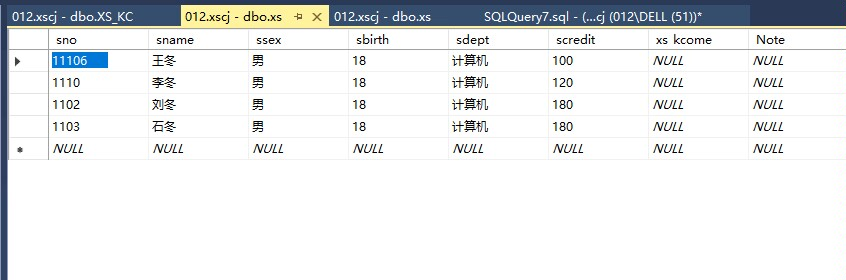 012.xscj - dbo.XS_KC 012.xscj - dbo.xs 012.xscj - dbo.xs SQLQuery7.sql - (...cj (012\DELL (51))*
sno sname ssex sbirth sdept scredit xs_kcome Note
11106 王冬 男 18 计算机 100 NULL NULL
1110 李冬 男 18 计算机 120 NULL NULL
1102 刘冬 男 18 计算机 180 NULL NULL
1103 石冬 男 18 计算机 180 NULL NULL
NULL NULL NULL NULL NULL NULL NULL NULL